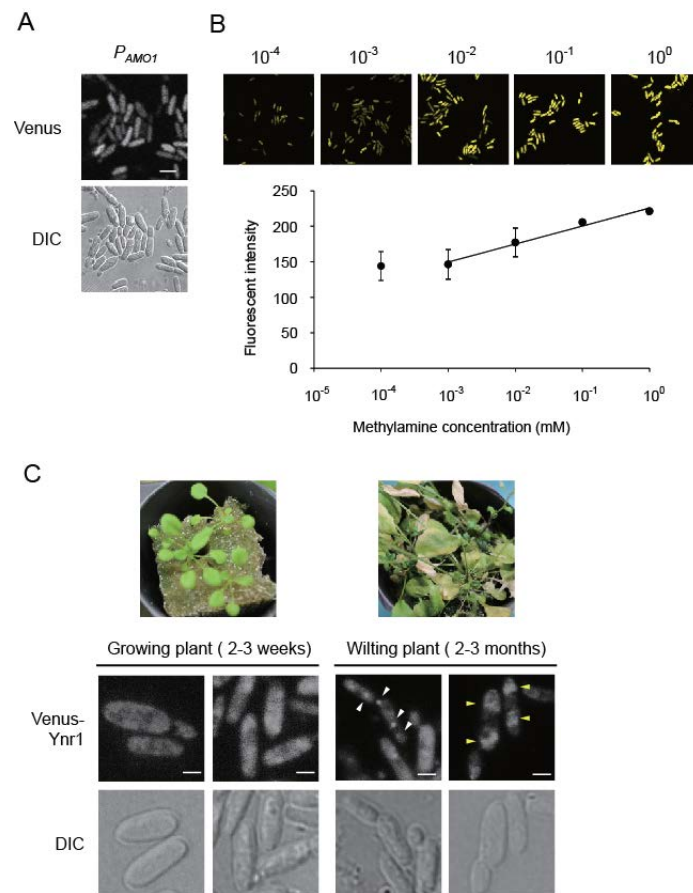 A
P_AMO1
Venus
DIC
B
10^-4 10^-3 10^-2 10^-1 10^0
250
200
150
100
50
0
Fluorescent intensity
10^-5 10^-4 10^-3 10^-2 10^-1 10^0
Methylamine concentration (mM)
C
Growing plant ( 2-3 weeks) Wilting plant ( 2-3 months)
Venus-
Ynr1
DIC